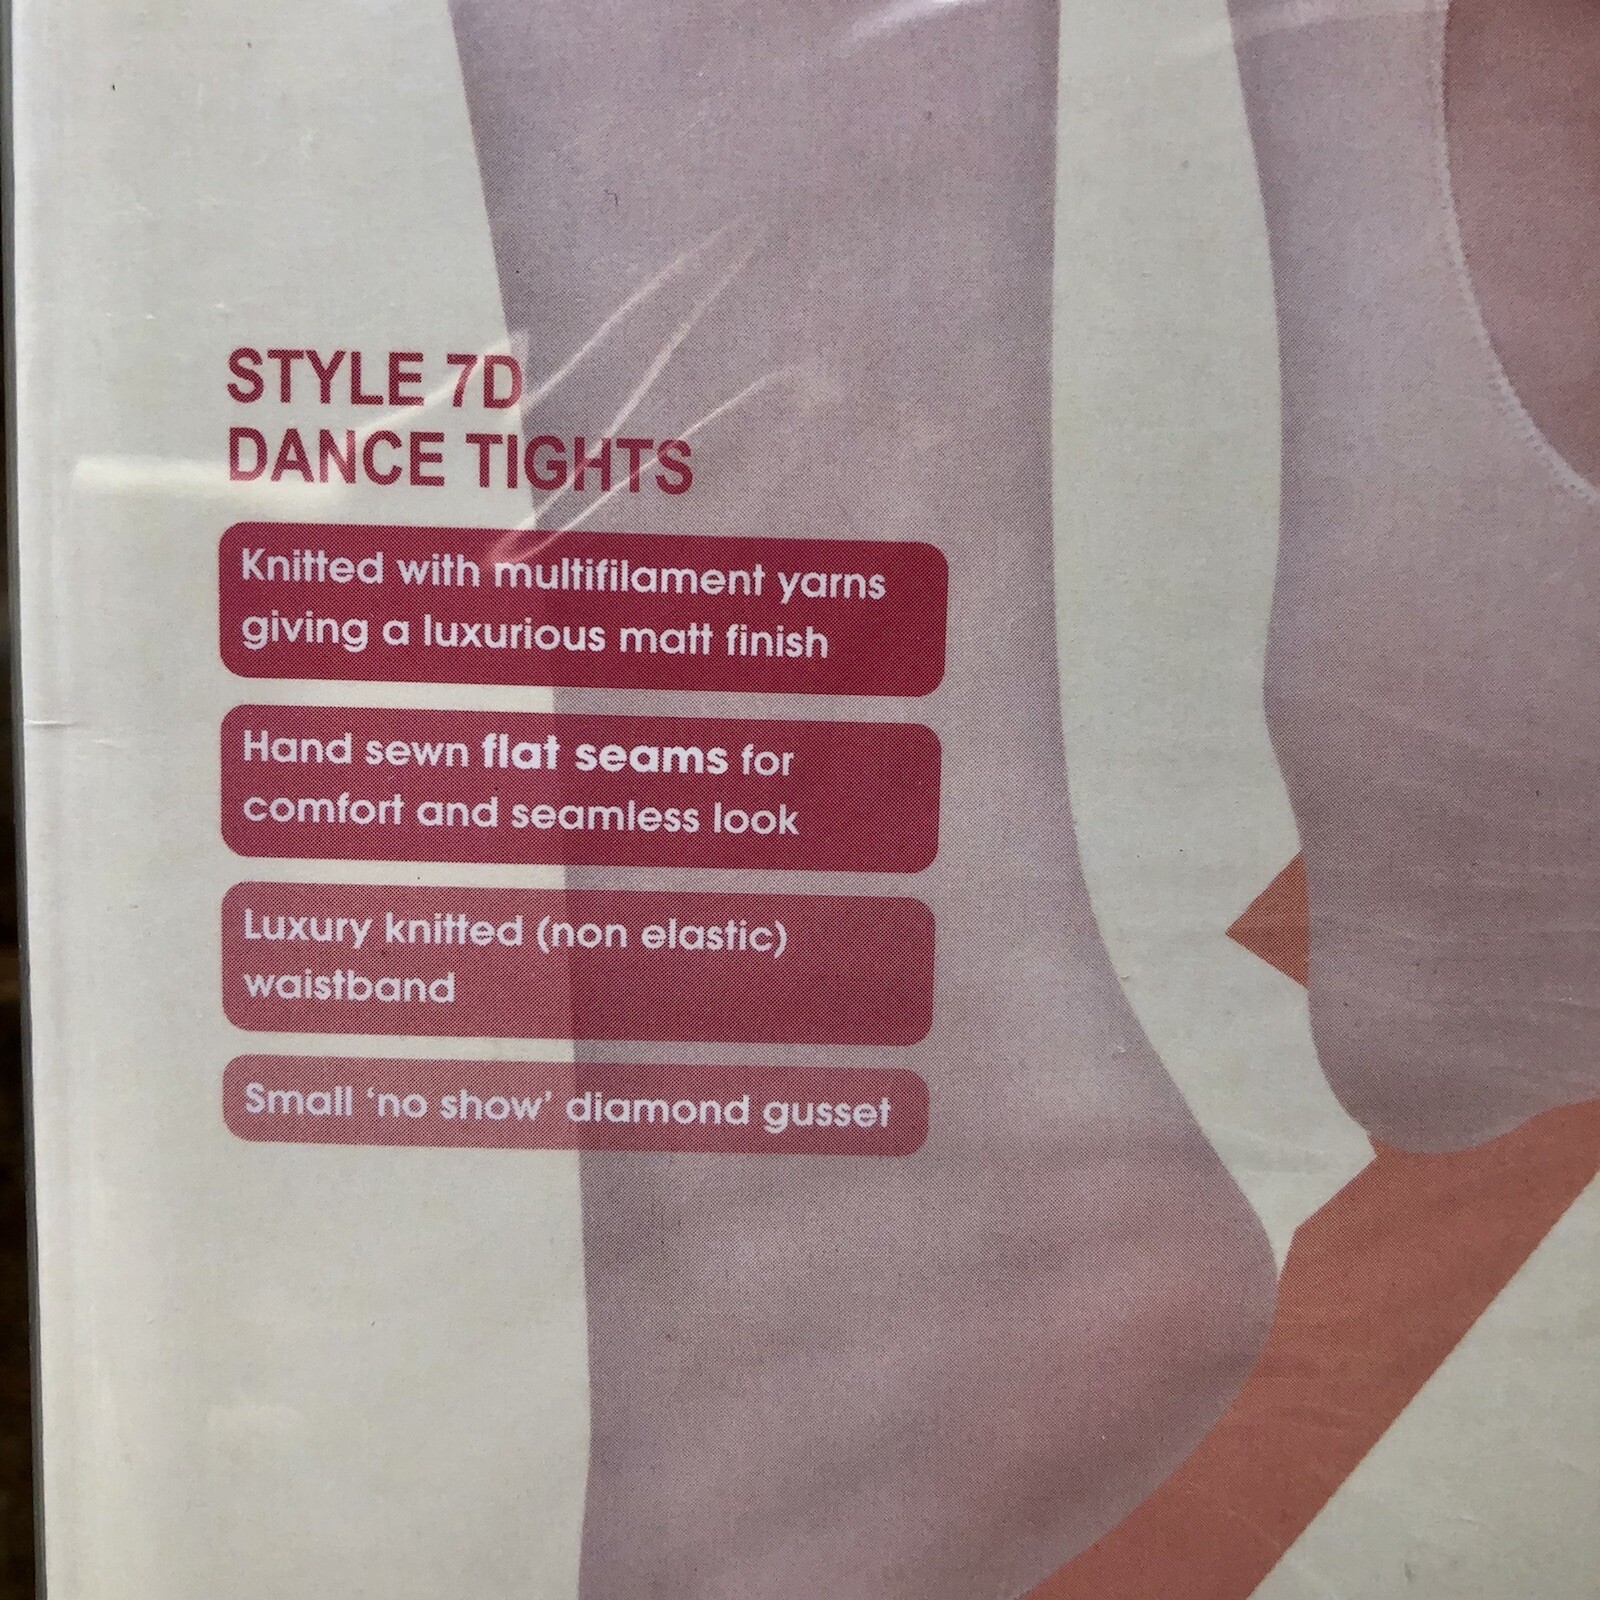 STYLE 7D
DANCE TIGHTS
Knitted with multifilament yarns
giving a luxurious matt finish
Hand sewn flat seams for
comfort and seamless look
Luxury knitted (non elastic)
waistband
Small ‘no show’ diamond gusset